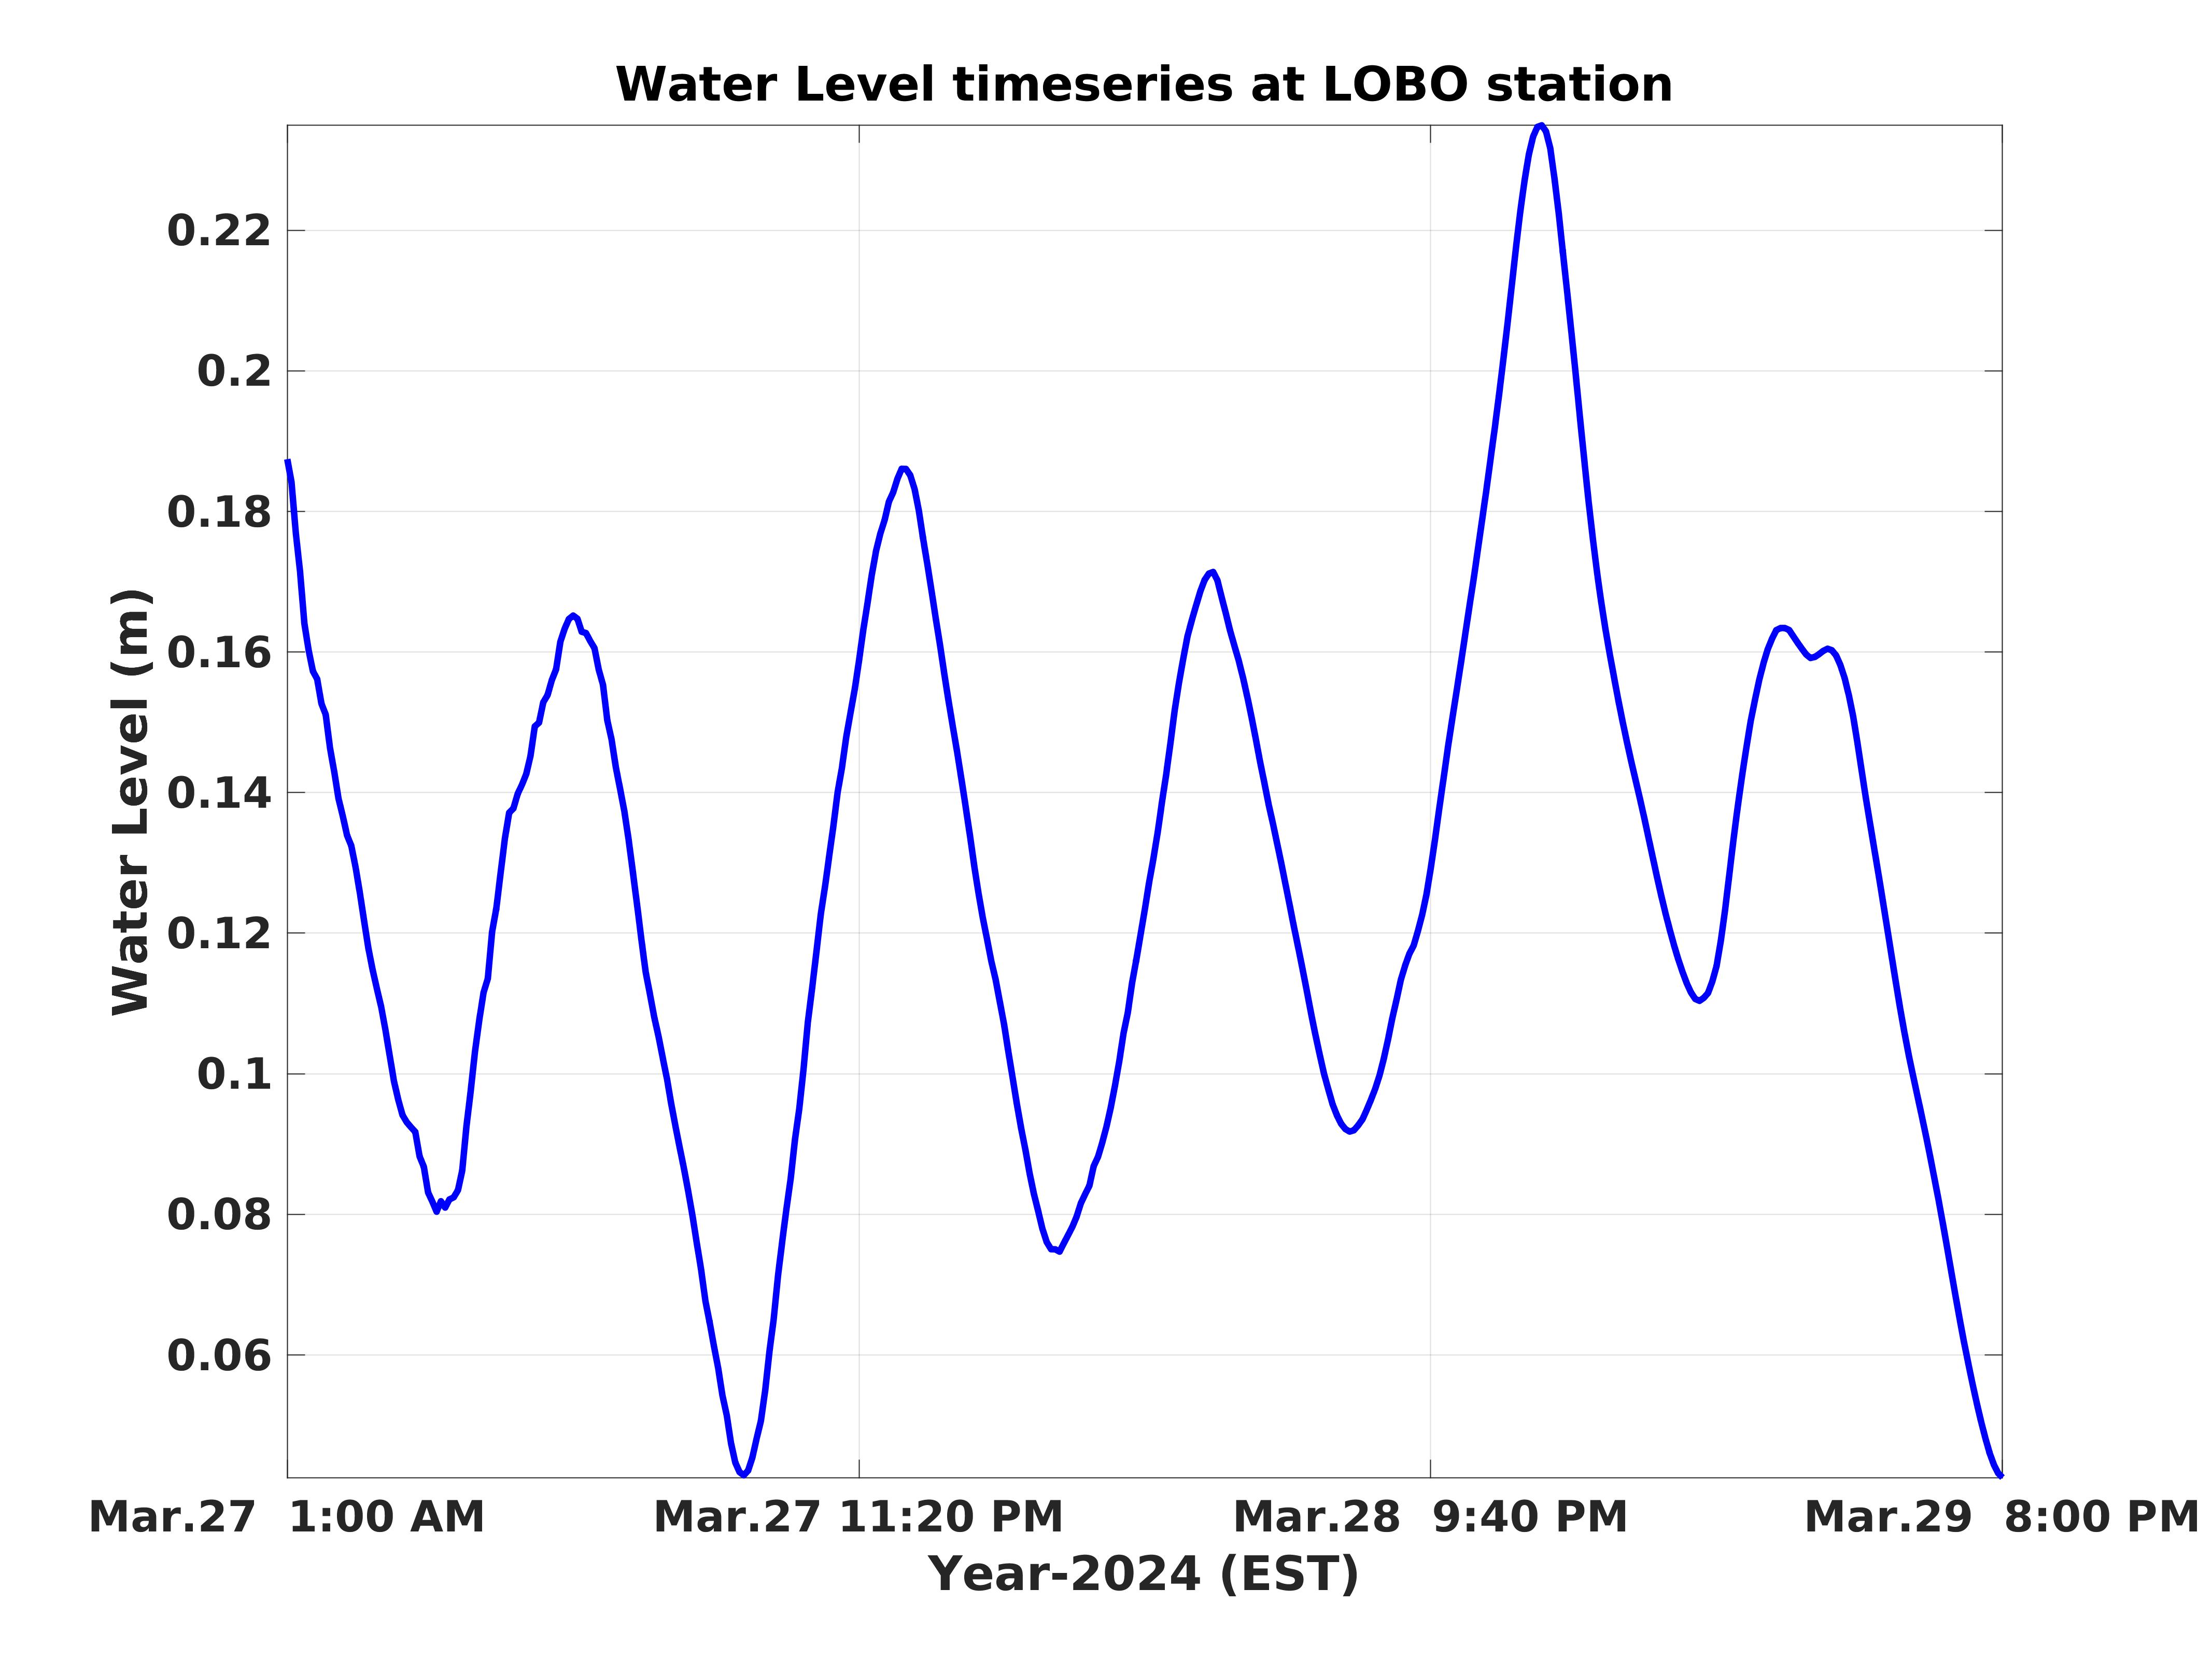 Water Level timeseries at LOBO station
Water Level (m)
0.22
0.2
0.18
0.16
0.14
0.12
0.1
0.08
0.06
Mar.27 1:00 AM
Mar.27 11:20 PM
Mar.28 9:40 PM
Mar.29 8:00 PM
Year-2024 (EST)